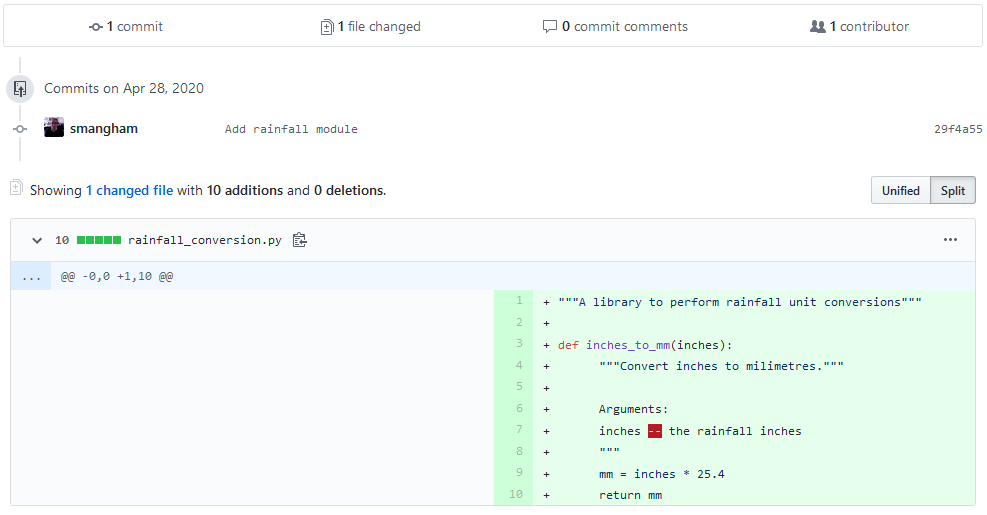 1 commit
1 file changed
0 commit comments
1 contributor
Commits on Apr 28, 2020
smangham Add rainfall module 29f4a55
Showing 1 changed file with 10 additions and 0 deletions.
Unified Split
10 rainfall_conversion.py
... @@ -0,0 +1,10 @@
1 + """A library to perform rainfall unit conversions"""
2 +
3 + def inches_to_mm(inches):
4 + """Convert inches to milimetres."""
5 +
6 + Arguments:
7 + inches -- the rainfall inches
8 + """
9 + mm = inches * 25.4
10 + return mm